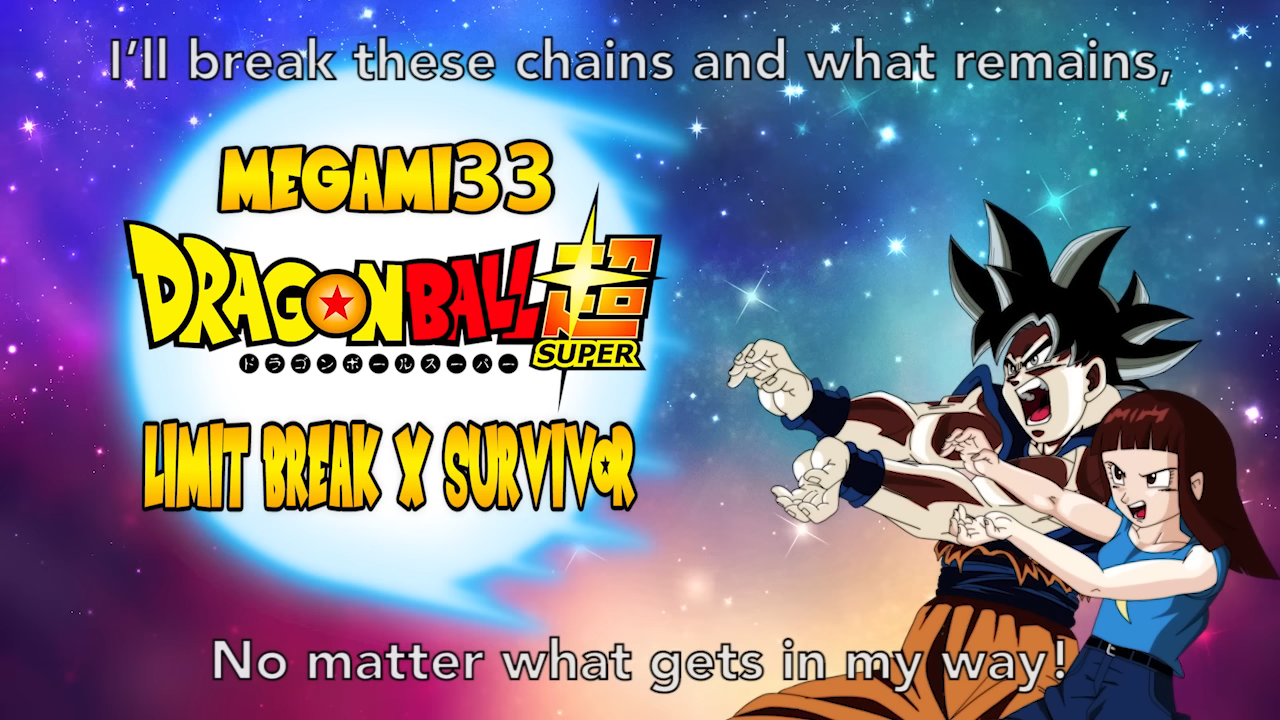 I’ll break these chains and what remains,
MEGAMI33
DRAGONBALL超
ドラゴンボールスーパー
SUPER
LIMIT BREAK X SURVIVOR
No matter what gets in my way!